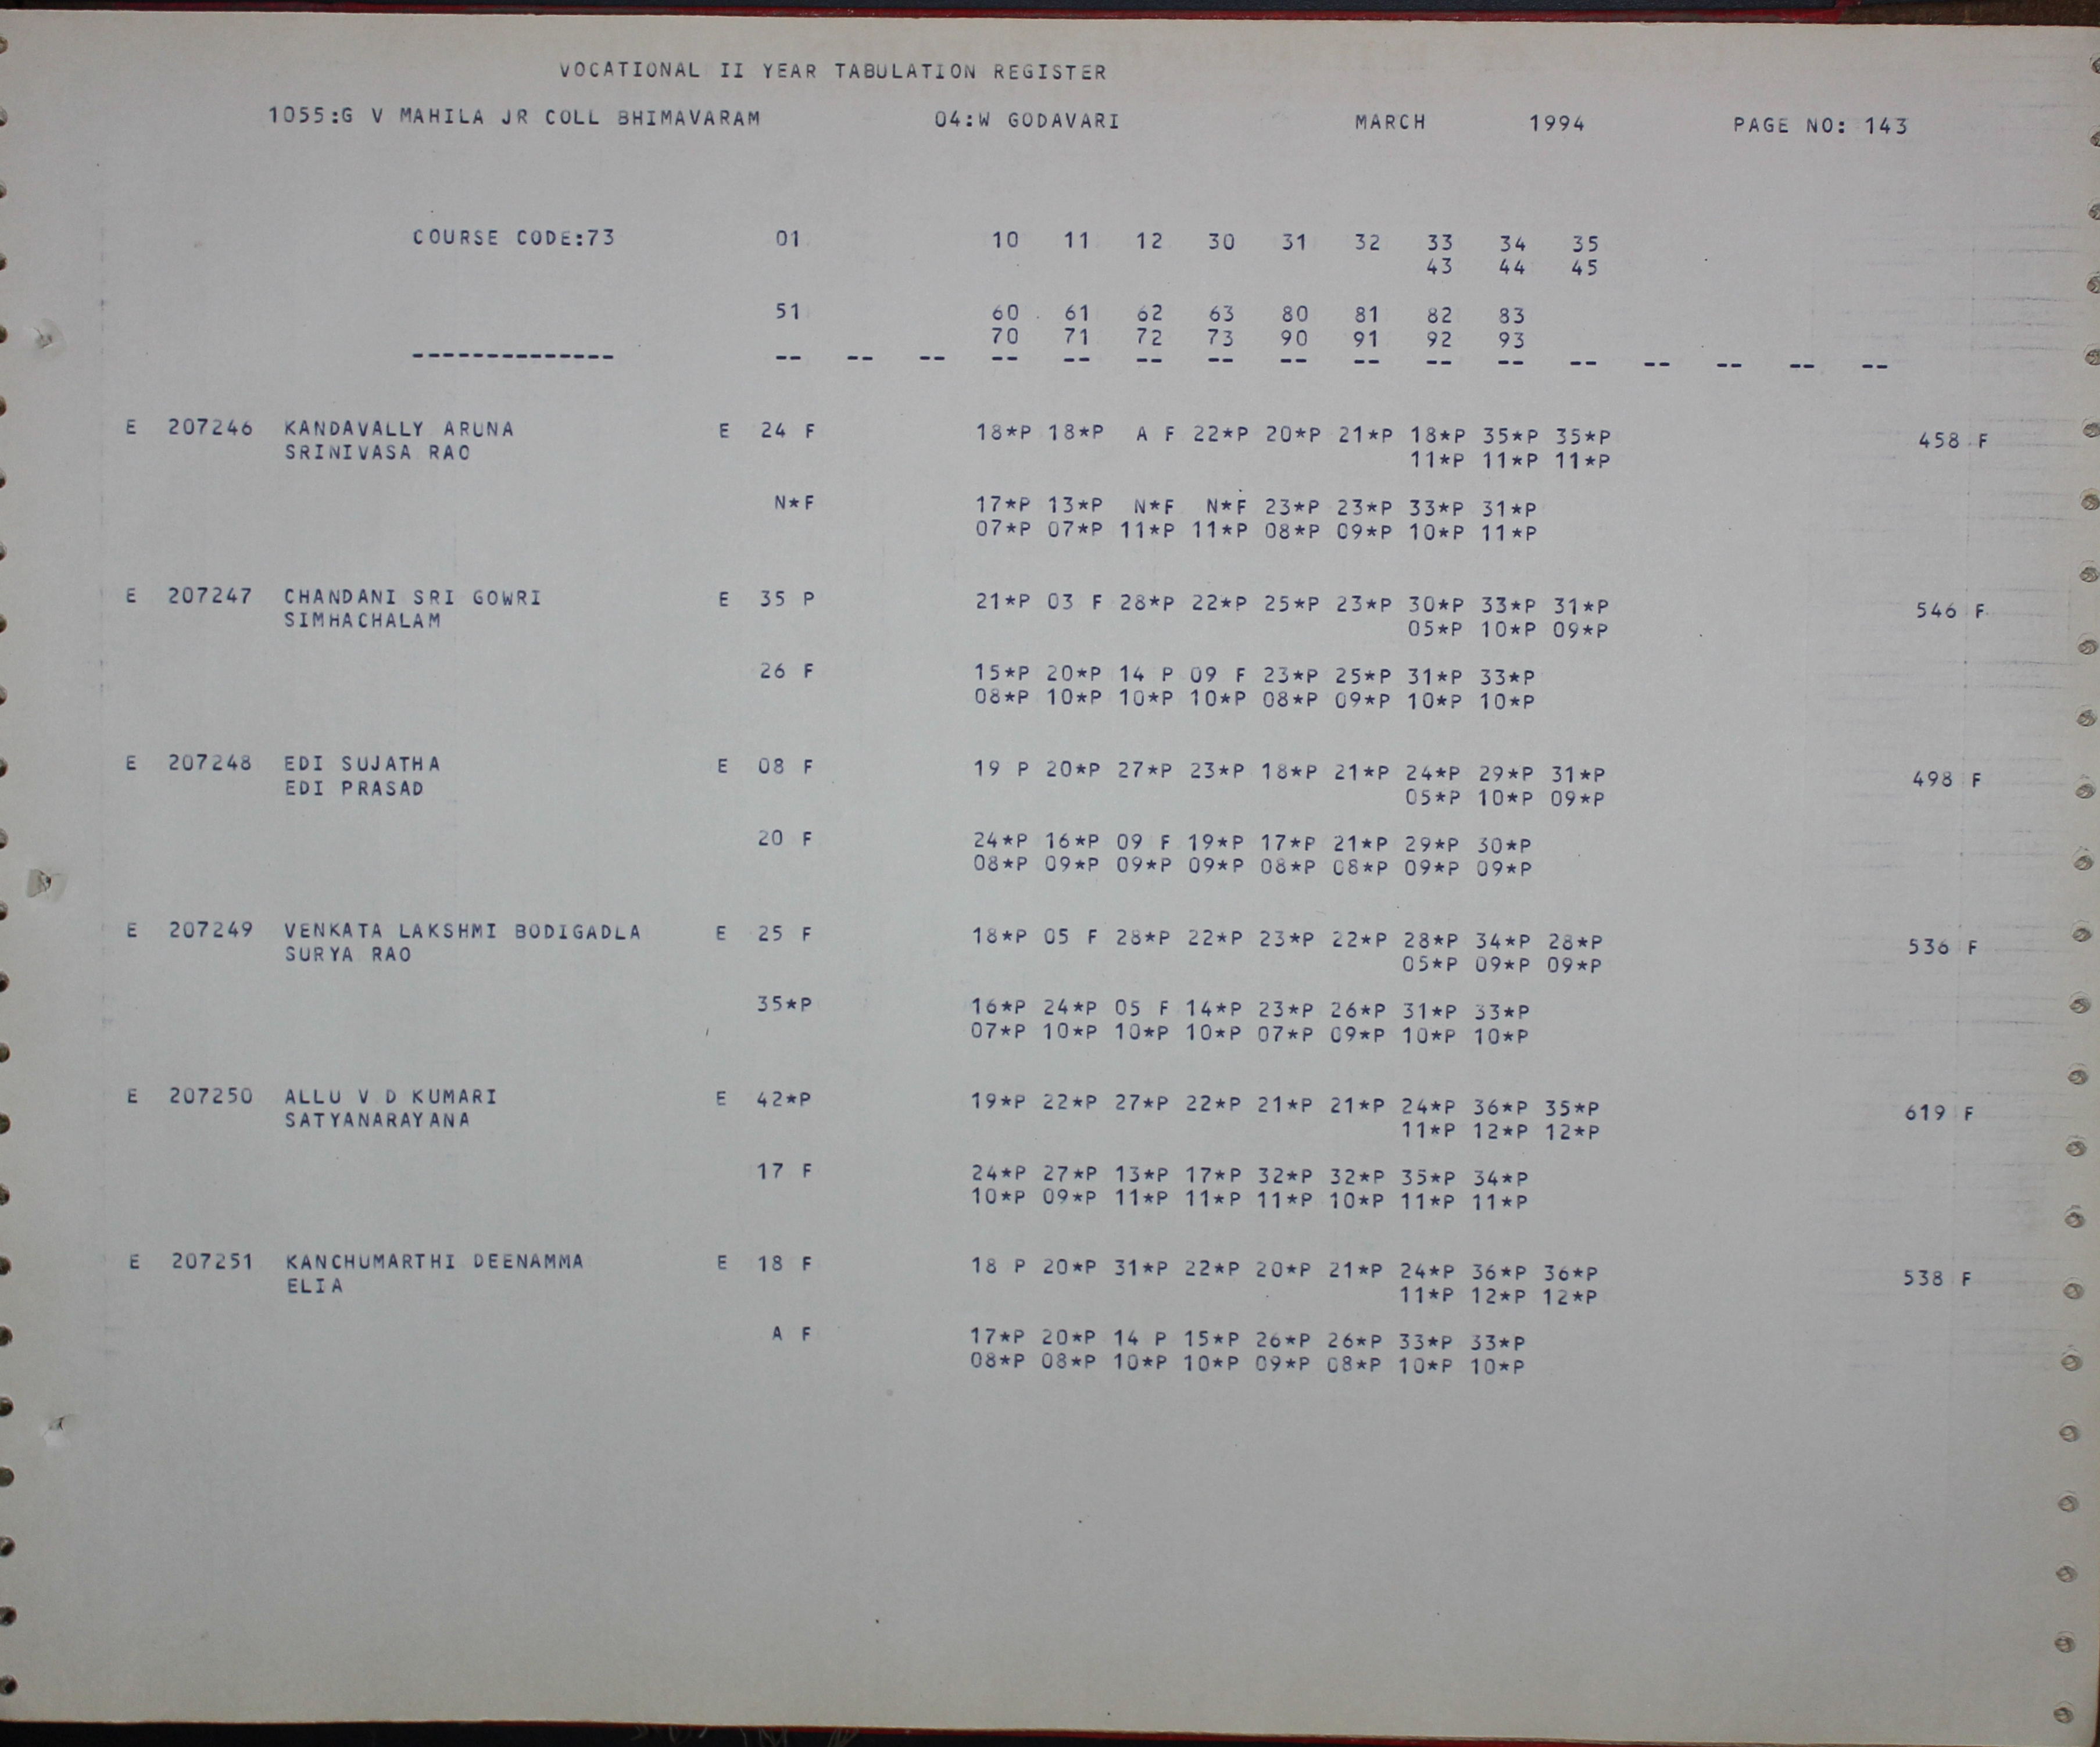 VOCATIONAL II YEAR TABULATION REGISTER
1055:G V MAHILA JR COLL BHIMAVARAM 04:W GODAVARI MARCH 1994 PAGE NO: 143
COURSE CODE:73 01 10 11 12 30 31 32 33 34 35
43 44 45
51 60 61 62 63 80 81 82 83
70 71 72 73 90 91 92 93
-------------- -- -- -- -- -- -- -- -- -- -- -- -- -- -- -- --
E 207246 KANDAVALLY ARUNA E 24 F 18*P 18*P A F 22*P 20*P 21*P 18*P 35*P 35*P 458 F
SRINIVASA RAO 11*P 11*P 11*P
N*F 17*P 13*P N*F N*F 23*P 23*P 33*P 31*P
07*P 07*P 11*P 11*P 08*P 09*P 10*P 11*P
E 207247 CHANDANI SRI GOWRI E 35 P 21*P 03 F 28*P 22*P 25*P 23*P 30*P 33*P 31*P 546 F
SIMHACHALAM 05*P 10*P 09*P
26 F 15*P 20*P 14 P 09 F 23*P 25*P 31*P 33*P
08*P 10*P 10*P 10*P 08*P 09*P 10*P 10*P
E 207248 EDI SUJATHA E 08 F 19 P 20*P 27*P 23*P 18*P 21*P 24*P 29*P 31*P 498 F
EDI PRASAD 05*P 10*P 09*P
20 F 24*P 16*P 09 F 19*P 17*P 21*P 29*P 30*P
08*P 09*P 09*P 09*P 08*P 08*P 09*P 09*P
E 207249 VENKATA LAKSHMI BODIGADLA E 25 F 18*P 05 F 28*P 22*P 23*P 22*P 28*P 34*P 28*P 536 F
SURYA RAO 05*P 09*P 09*P
35*P 16*P 24*P 05 F 14*P 23*P 26*P 31*P 33*P
07*P 10*P 10*P 10*P 07*P 09*P 10*P 10*P
E 207250 ALLU V D KUMARI E 42*P 19*P 22*P 27*P 22*P 21*P 21*P 24*P 36*P 35*P 619 F
SATYANARAYANA 11*P 12*P 12*P
17 F 24*P 27*P 13*P 17*P 32*P 32*P 35*P 34*P
10*P 09*P 11*P 11*P 11*P 10*P 11*P 11*P
E 207251 KANCHUMARTHI DEENAMMA E 18 F 18 P 20*P 31*P 22*P 20*P 21*P 24*P 36*P 36*P 538 F
ELIA 11*P 12*P 12*P
A F 17*P 20*P 14 P 15*P 26*P 26*P 33*P 33*P
08*P 08*P 10*P 10*P 09*P 08*P 10*P 10*P